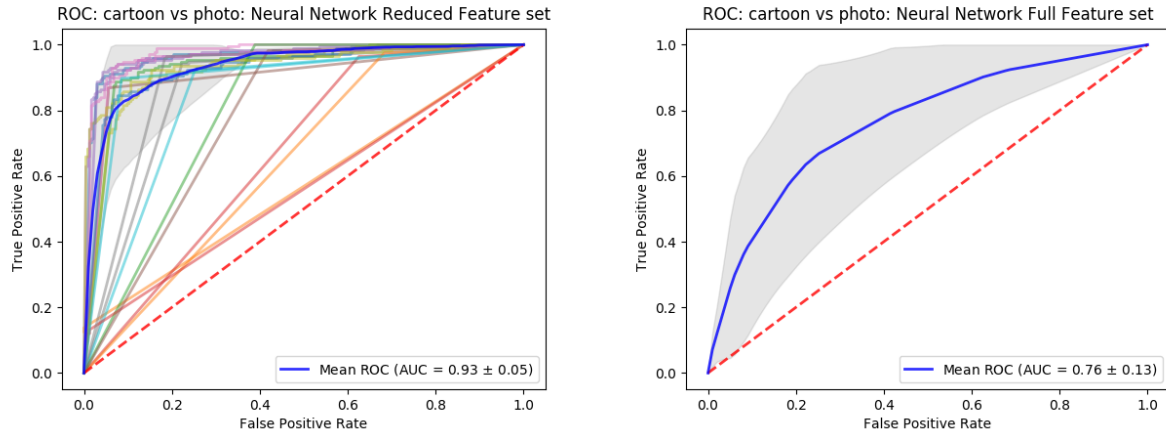 ROC: cartoon vs photo: Neural Network Reduced Feature set
1.0
0.8
0.6
0.4
0.2
0.0
True Positive Rate
0.0 0.2 0.4 0.6 0.8 1.0
False Positive Rate
Mean ROC (AUC = 0.93 ± 0.05)
ROC: cartoon vs photo: Neural Network Full Feature set
1.0
0.8
0.6
0.4
0.2
0.0
True Positive Rate
0.0 0.2 0.4 0.6 0.8 1.0
False Positive Rate
Mean ROC (AUC = 0.76 ± 0.13)